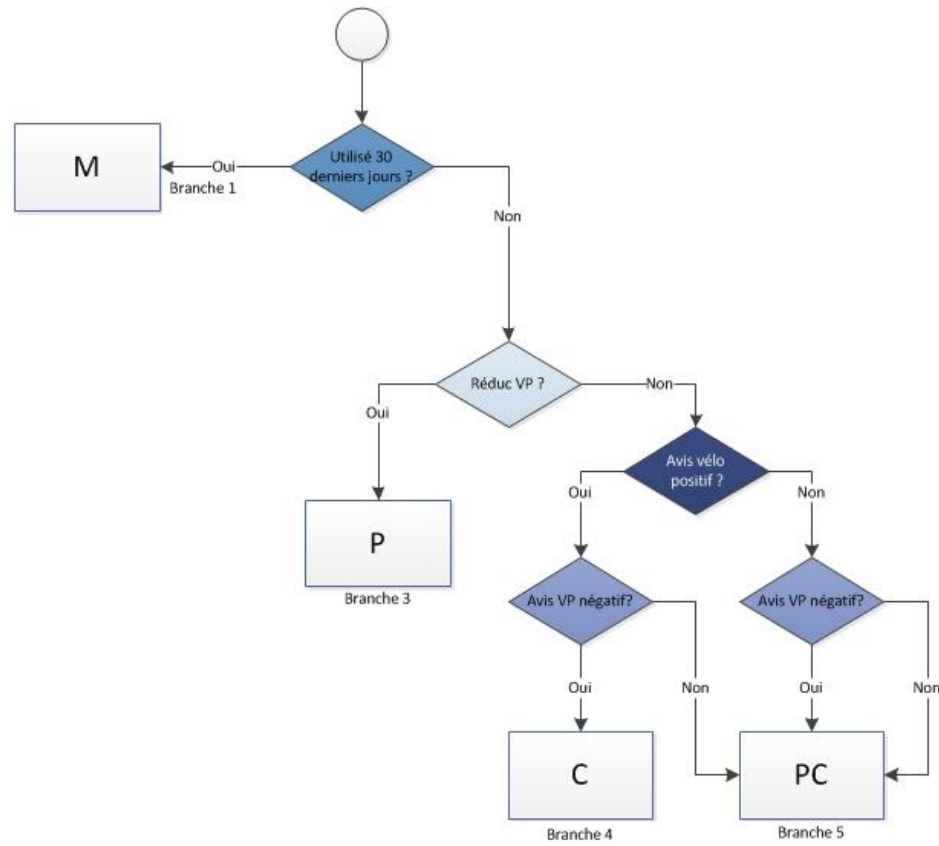 Utilisé 30
derniers jours ?
M
Oui
Branche 1
Non
Réduc VP ?
Oui
Non
Avis vélo
positif ?
Oui
Non
P
Branche 3
Avis VP négatif?
Avis VP négatif?
Oui
Non
Oui
Non
C
PC
Branche 4
Branche 5